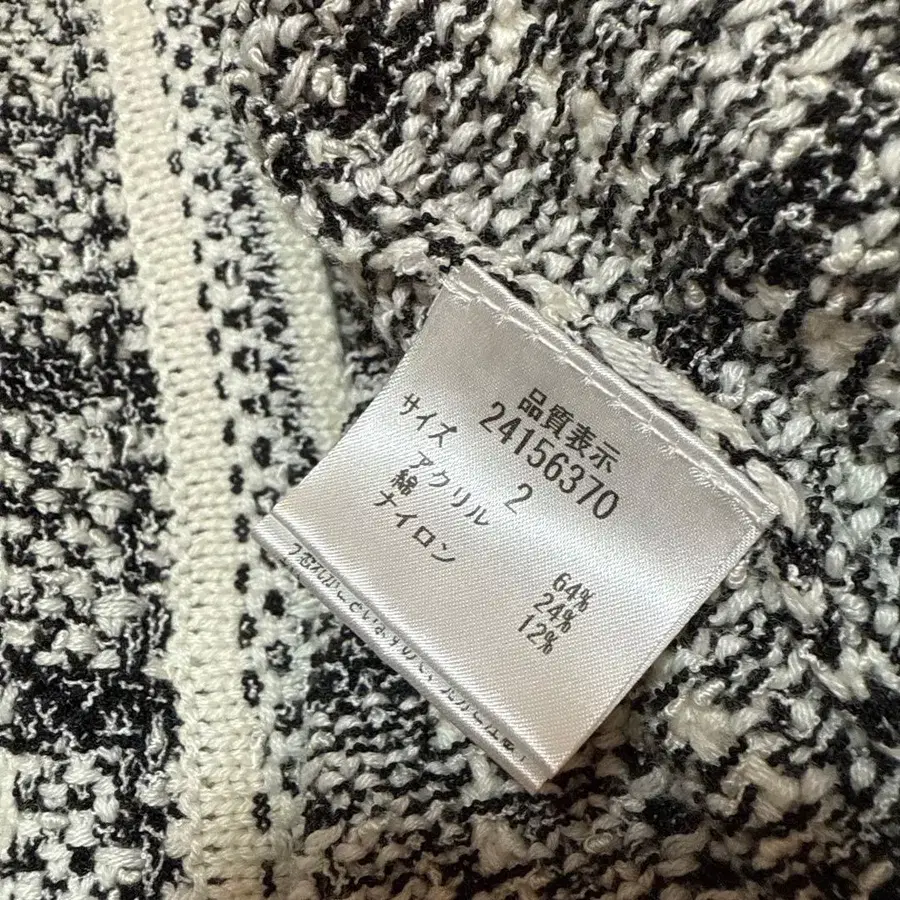 品質表示
24156370
サイズ 2
アクリル 64%
綿 24%
ナイロン 12%